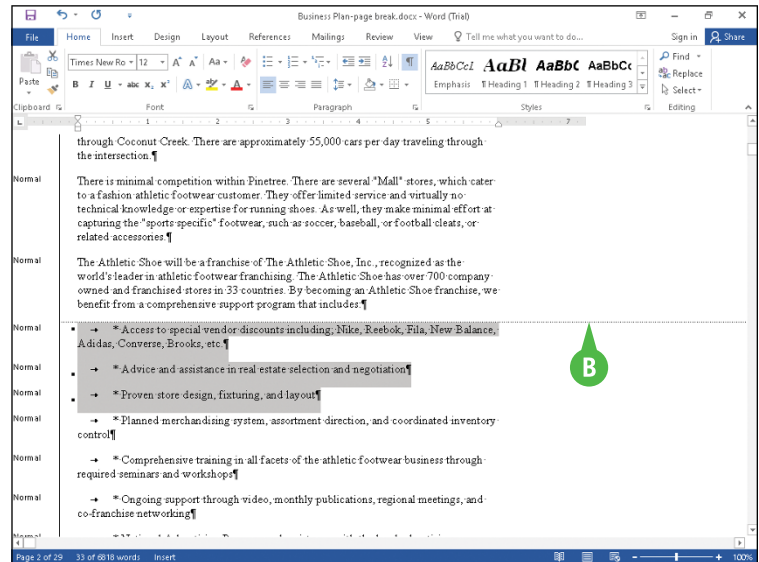 Business Plan-page break.docx - Word (Trial)
File Home Insert Design Layout References Mailings Review View Tell me what you want to do... Sign in Share
Paste
Times New Ro 12 A A Aa
B I U abc X₂ X² A A
AaBbCcI AaBl AaBbC AaBbCc
Emphasis ¶ Heading 1 ¶ Heading 2 ¶ Heading 3
Find
Replace
Select
Clipboard Font Paragraph Styles Editing
L 1 2 3 4 5 7
through Coconut Creek. There are approximately 55,000 cars per day traveling through
the intersection.¶
Normal There is minimal competition within Pinetree. There are several "Mall" stores, which cater
to a fashion athletic footwear customer. They offer limited service and virtually no
technical knowledge or expertise for running shoes. As well, they make minimal effort at
capturing the "sports specific" footwear, such as soccer, baseball, or football cleats, or
related accessories.¶
Normal The Athletic Shoe will be a franchise of The Athletic Shoe, Inc., recognized as the
world's leader in athletic footwear franchising. The Athletic Shoe has over 700 company
owned and franchised stores in 33 countries. By becoming an Athletic Shoe franchise, we
benefit from a comprehensive support program that includes:¶
Normal → * Access to special vendor discounts including; Nike, Reebok, Fila, New Balance,
Adidas, Converse, Brooks, etc.¶
B
Normal → * Advice and assistance in real estate selection and negotiation¶
Normal → * Proven store design, fixturing, and layout¶
Normal → * Planned merchandising system, assortment direction, and coordinated inventory
control¶
Normal → * Comprehensive training in all facets of the athletic footwear business through
required seminars and workshops¶
Normal → * Ongoing support through video, monthly publications, regional meetings, and
co-franchise networking¶
Page 2 of 29 33 of 6818 words Insert 100%